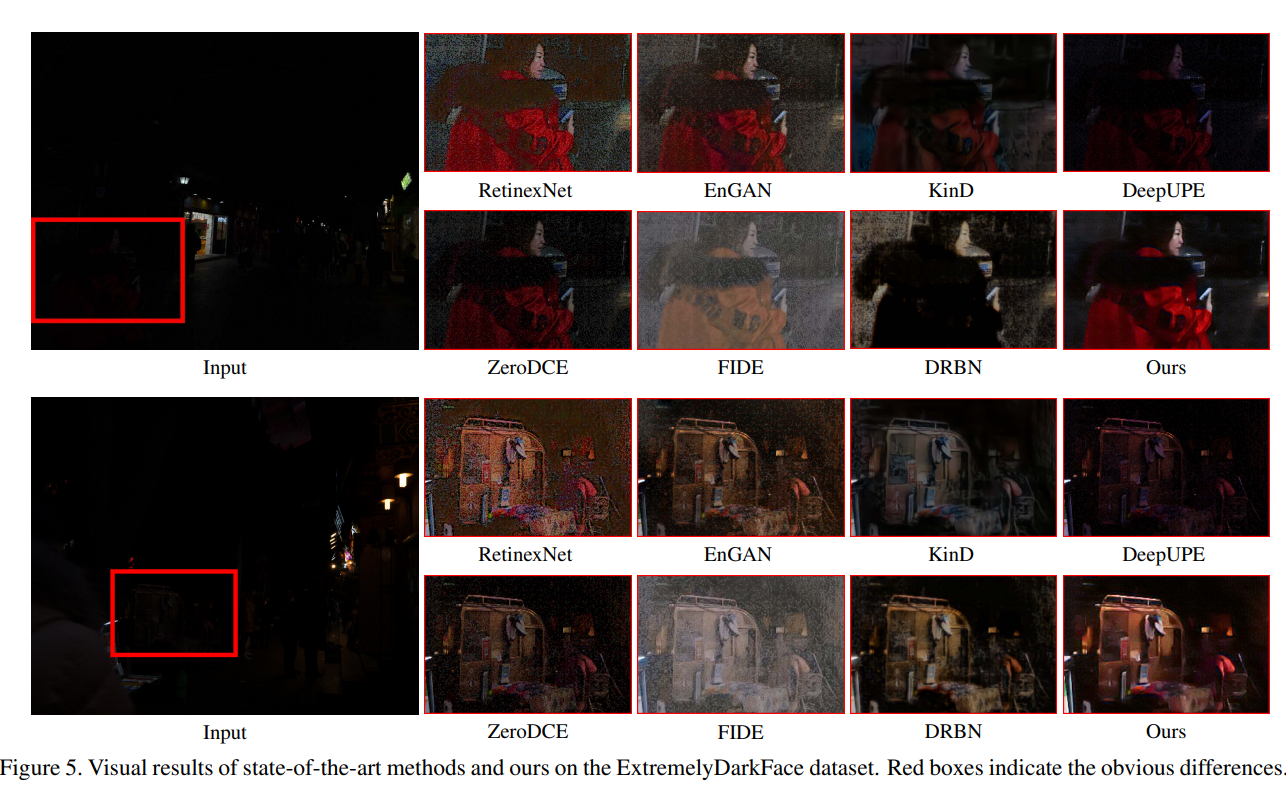 RetinexNet EnGAN KinD DeepUPE
Input ZeroDCE FIDE DRBN Ours
RetinexNet EnGAN KinD DeepUPE
Input ZeroDCE FIDE DRBN Ours
Figure 5. Visual results of state-of-the-art methods and ours on the ExtremelyDarkFace dataset. Red boxes indicate the obvious differences.